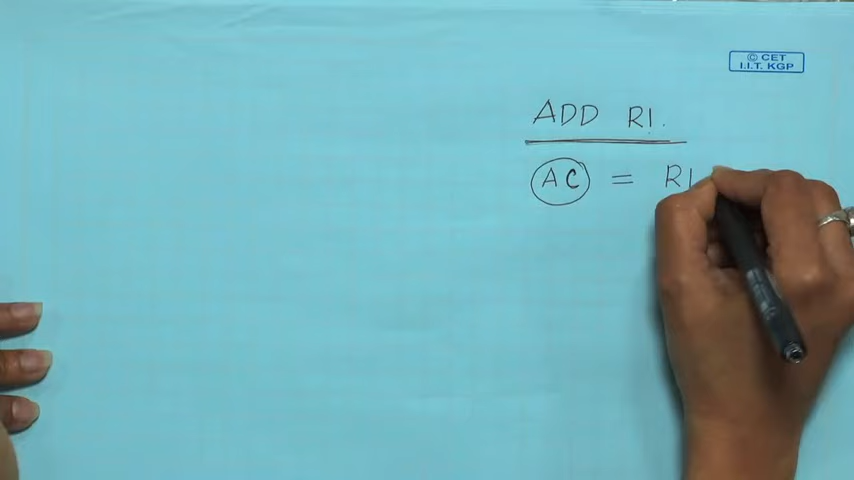 © CET
I.I.T. KGP
ADD R1.
AC = R1